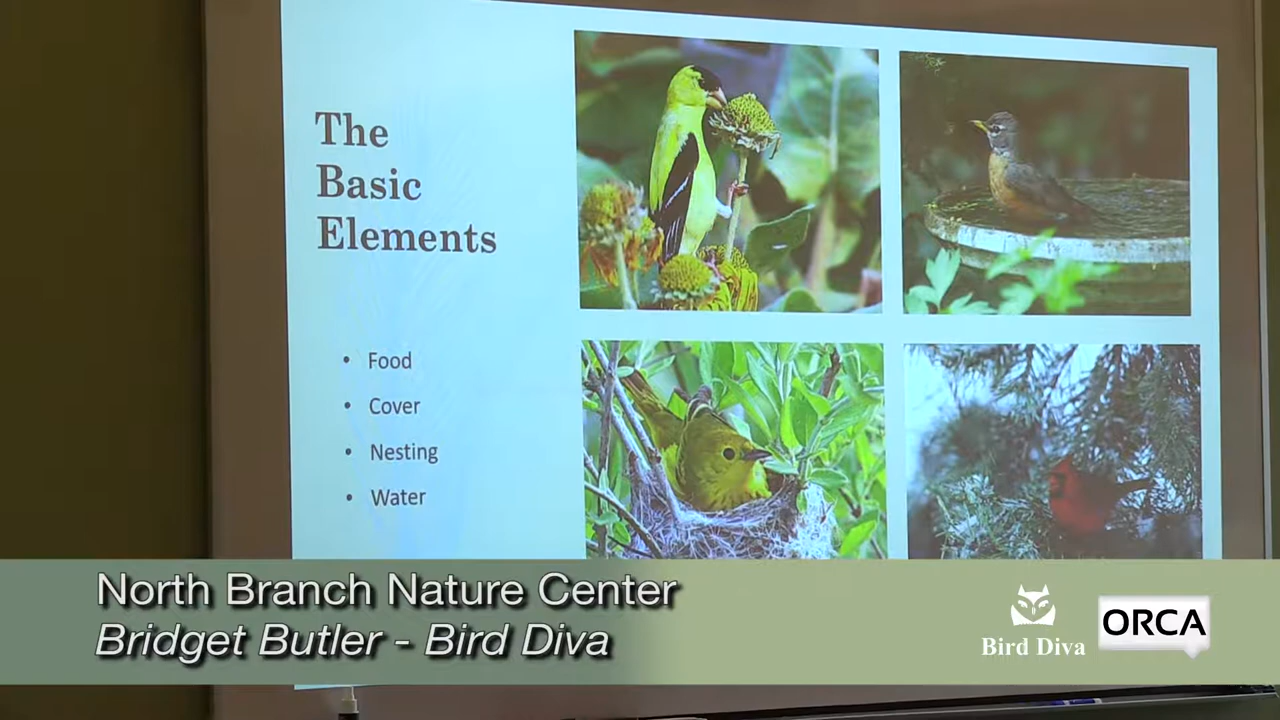 The
Basic
Elements
• Food
• Cover
• Nesting
• Water
North Branch Nature Center
Bridget Butler - Bird Diva
Bird Diva
ORCA